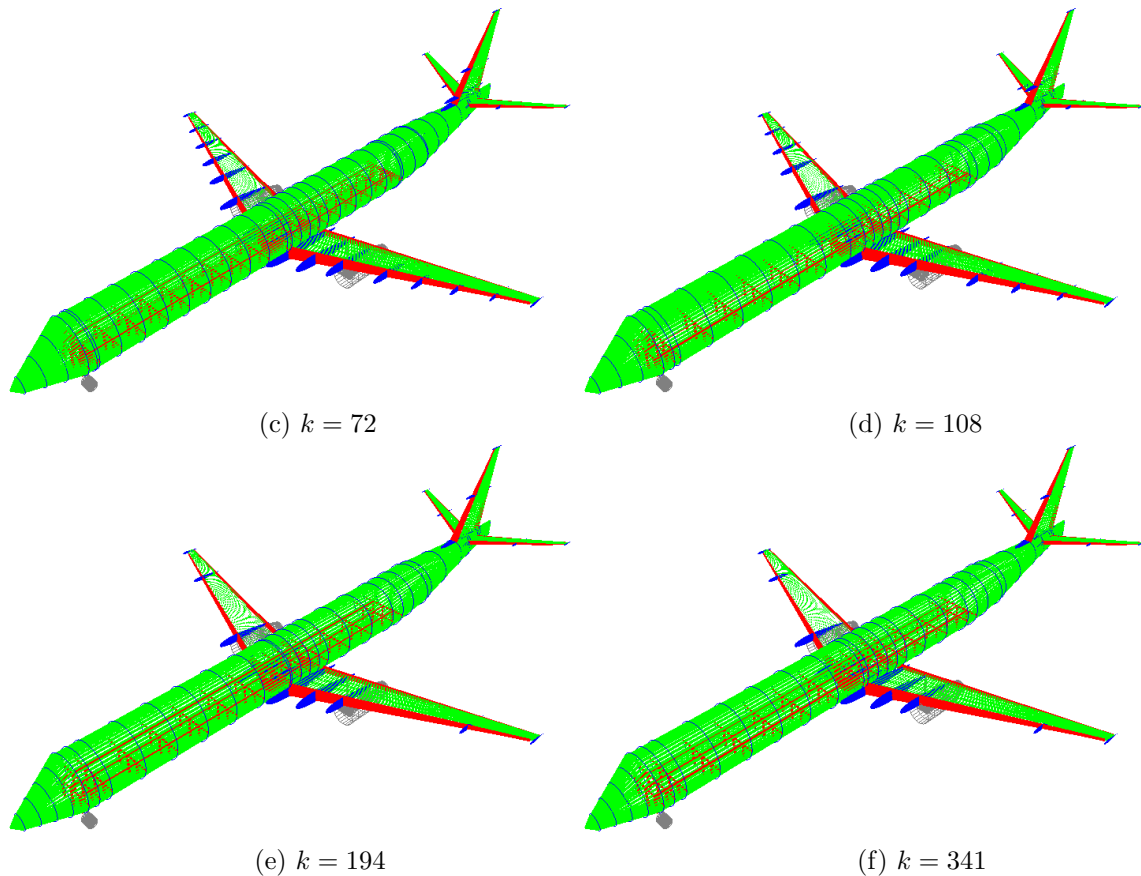 (c) k = 72
(d) k = 108
(e) k = 194
(f) k = 341